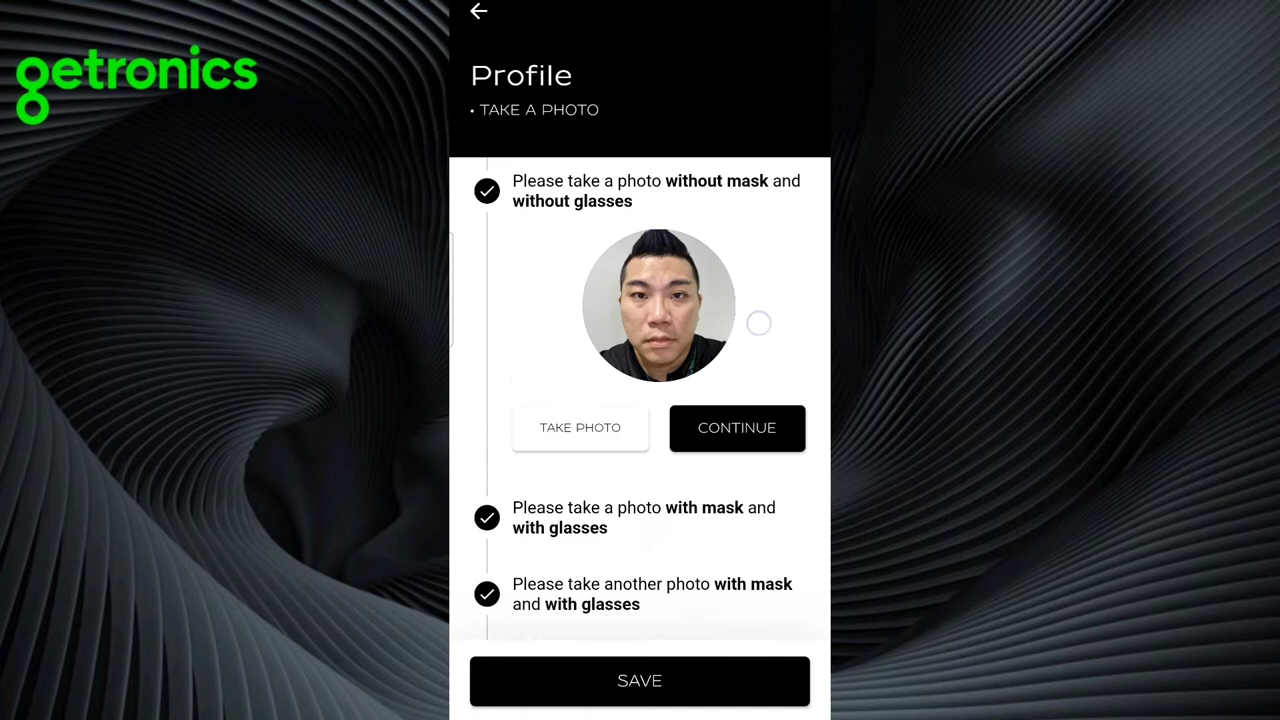 getronics
Profile
• TAKE A PHOTO
Please take a photo without mask and
without glasses
TAKE PHOTO
CONTINUE
Please take a photo with mask and
with glasses
Please take another photo with mask
and with glasses
SAVE